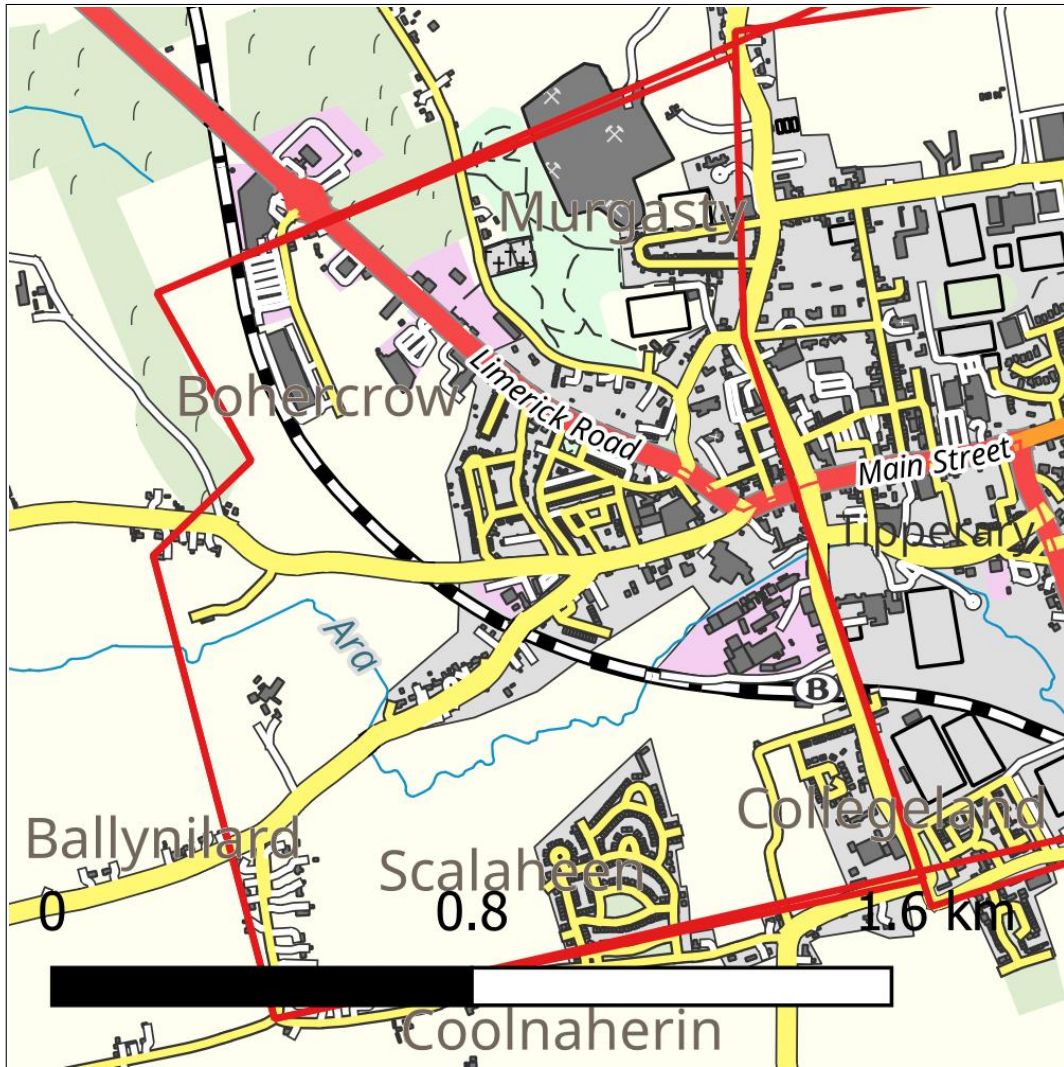 Murgasty
Bohercrow
Limerick Road
Main Street
Tipperary
Ara
B
Collegeland
Ballynilard
Scalaheen
0
0.8
1.6 km
Coolnaherin